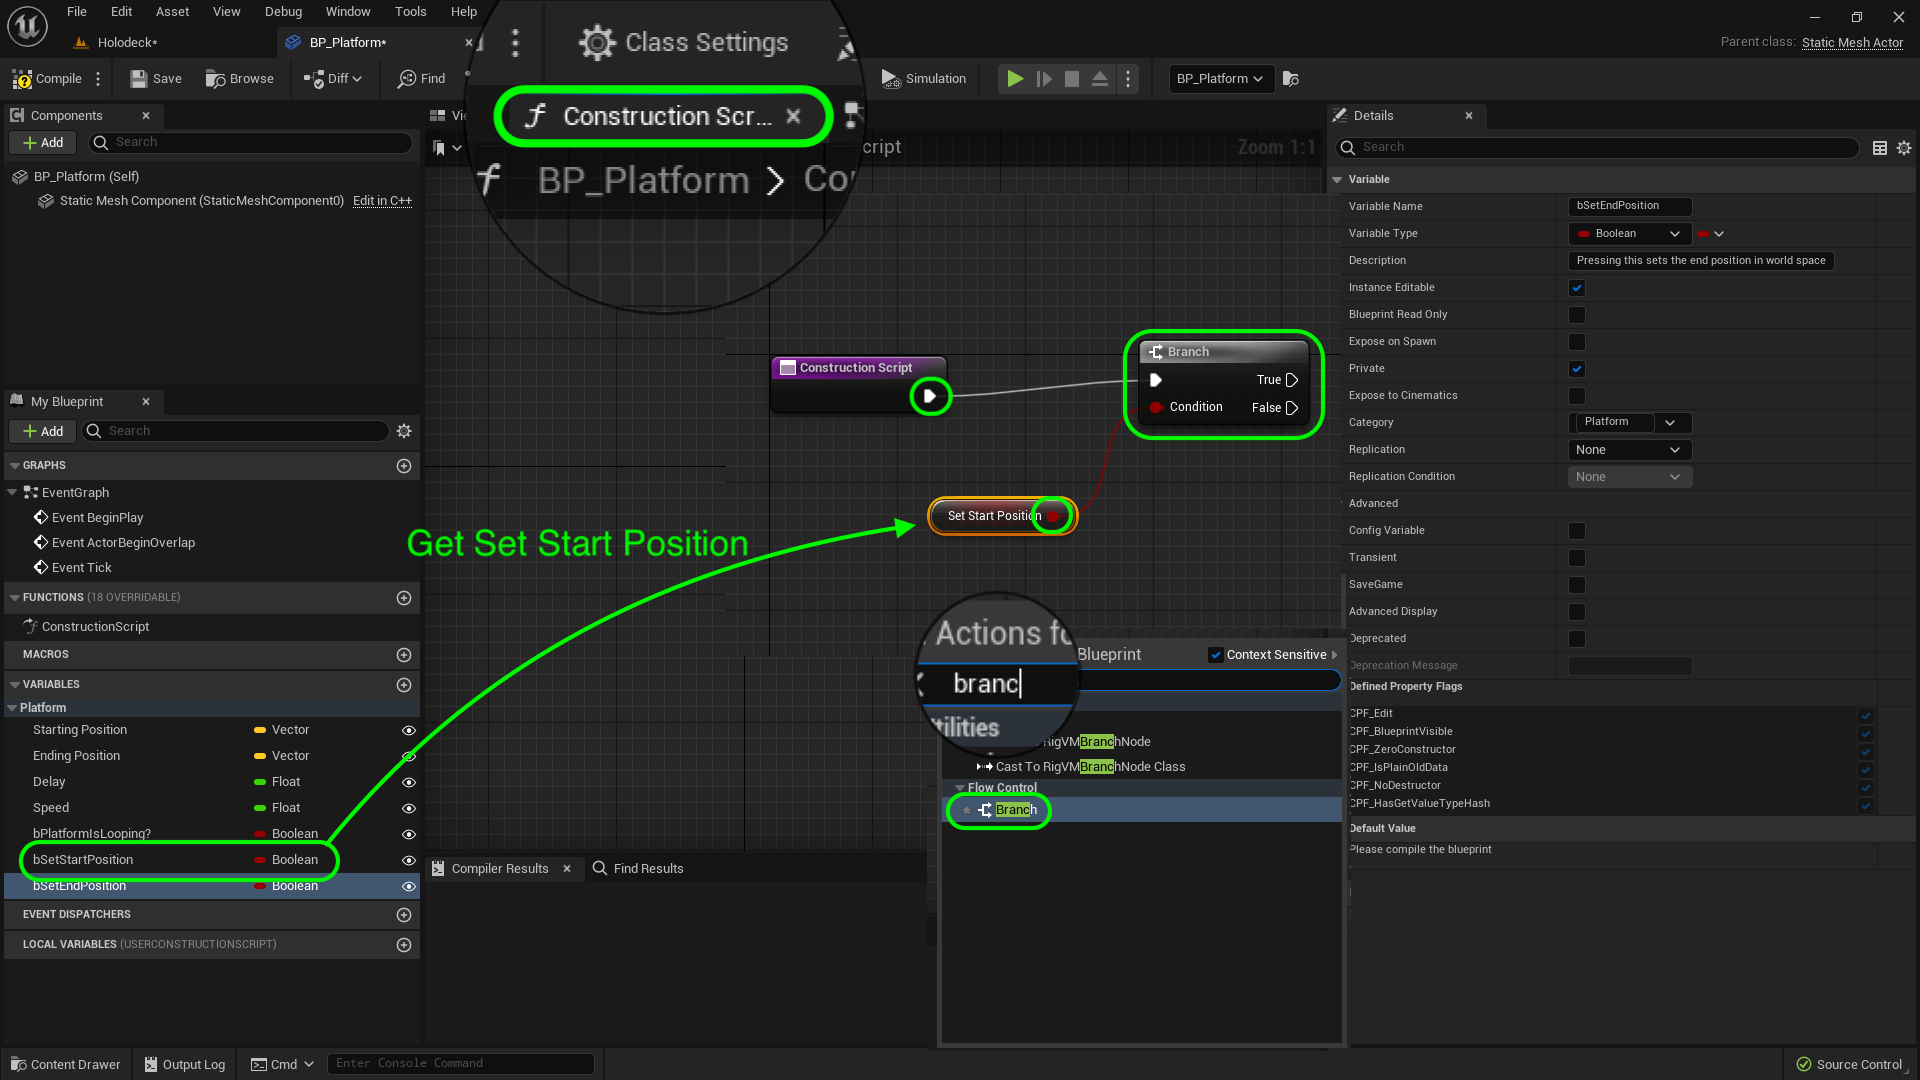 File Edit Asset View Debug Window Tools Help
Holodeck*
BP_Platform*
Parent class: Static Mesh Actor
Compile
Save
Browse
Diff
Find
Class Settings
Simulation
BP_Platform
Components
Construction Scr...
Details
Add
Search
BP_Platform > Co
cript
Zoom 1:1
Search
BP_Platform (Self)
Static Mesh Component (StaticMeshComponent0) Edit in C++
Variable
Variable Name bSetEndPosition
Variable Type Boolean
Description Pressing this sets the end position in world space
Instance Editable
Blueprint Read Only
Expose on Spawn
Private
Expose to Cinematics
Category Platform
Replication None
Replication Condition None
Advanced
Config Variable
Transient
SaveGame
Advanced Display
Deprecated
Deprecation Message
Defined Property Flags
CPF_Edit
CPF_BlueprintVisible
CPF_ZeroConstructor
CPF_IsPlainOldData
CPF_NoDestructor
CPF_HasGetValueTypeHash
Default Value
Please compile the blueprint
Construction Script
Branch
True
Condition False
Set Start Position
Get Set Start Position
My Blueprint
Add
Search
GRAPHS
EventGraph
Event BeginPlay
Event ActorBeginOverlap
Event Tick
FUNCTIONS (18 OVERRIDABLE)
ConstructionScript
MACROS
VARIABLES
Platform
Starting Position Vector
Ending Position Vector
Delay Float
Speed Float
bPlatformIsLooping? Boolean
bSetStartPosition Boolean
bSetEndPosition Boolean
EVENT DISPATCHERS
LOCAL VARIABLES (USERCONSTRUCTIONSCRIPT)
Actions fo
Blueprint
Context Sensitive
branc
tilities
RigVMBranchNode
Cast To RigVMBranchNode Class
Flow Control
Branch
Compiler Results
Find Results
Content Drawer
Output Log
Cmd
Enter Console Command
Source Control